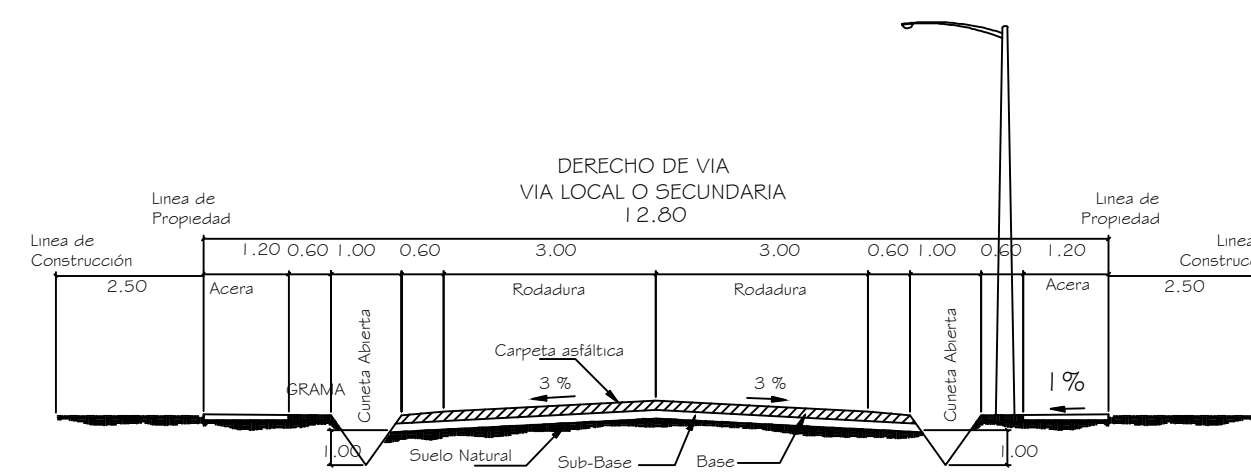 DERECHO DE VIA
VIA LOCAL O SECUNDARIA
12.80
Linea de
Propiedad
Linea de
Propiedad
Linea de
Construcción
Linea
Construcc
1.20 0.60 1.00 0.60 3.00 3.00 0.60 1.00 0.60 1.20
2.50 Acera Rodadura Rodadura Acera 2.50
Cuneta Abierta
Cuneta Abierta
Carpeta asfáltica
GRAMA 3 % 3 % 1%
1.00 Suelo Natural Sub-Base Base 1.00